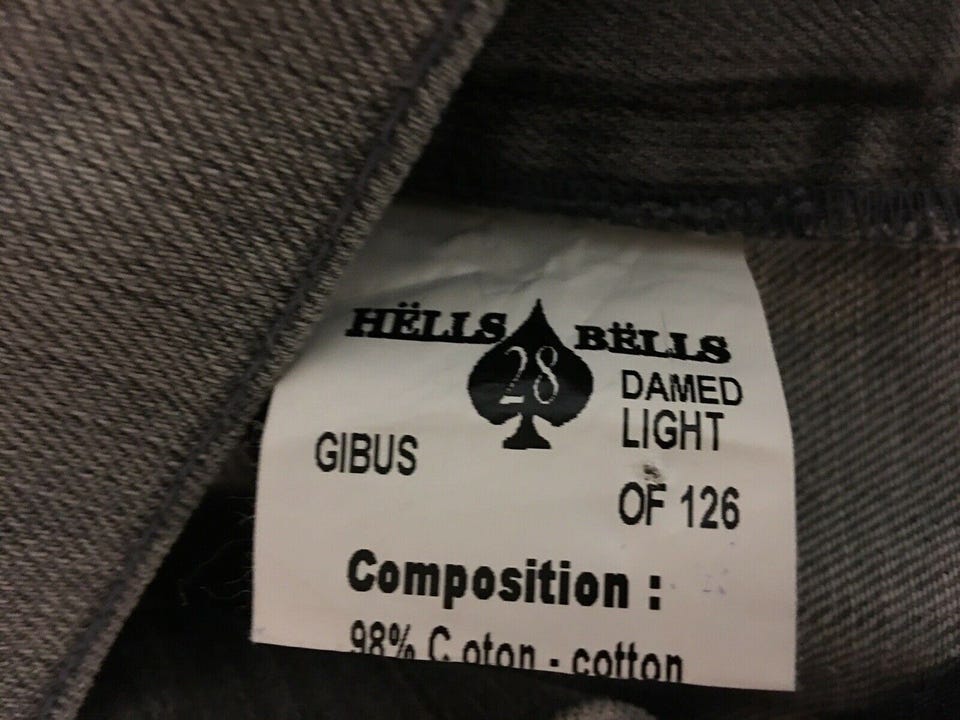 HËLLS 28 BËLLS
DAMED
LIGHT
GIBUS
OF 126
Composition :
98% C oton - cotton